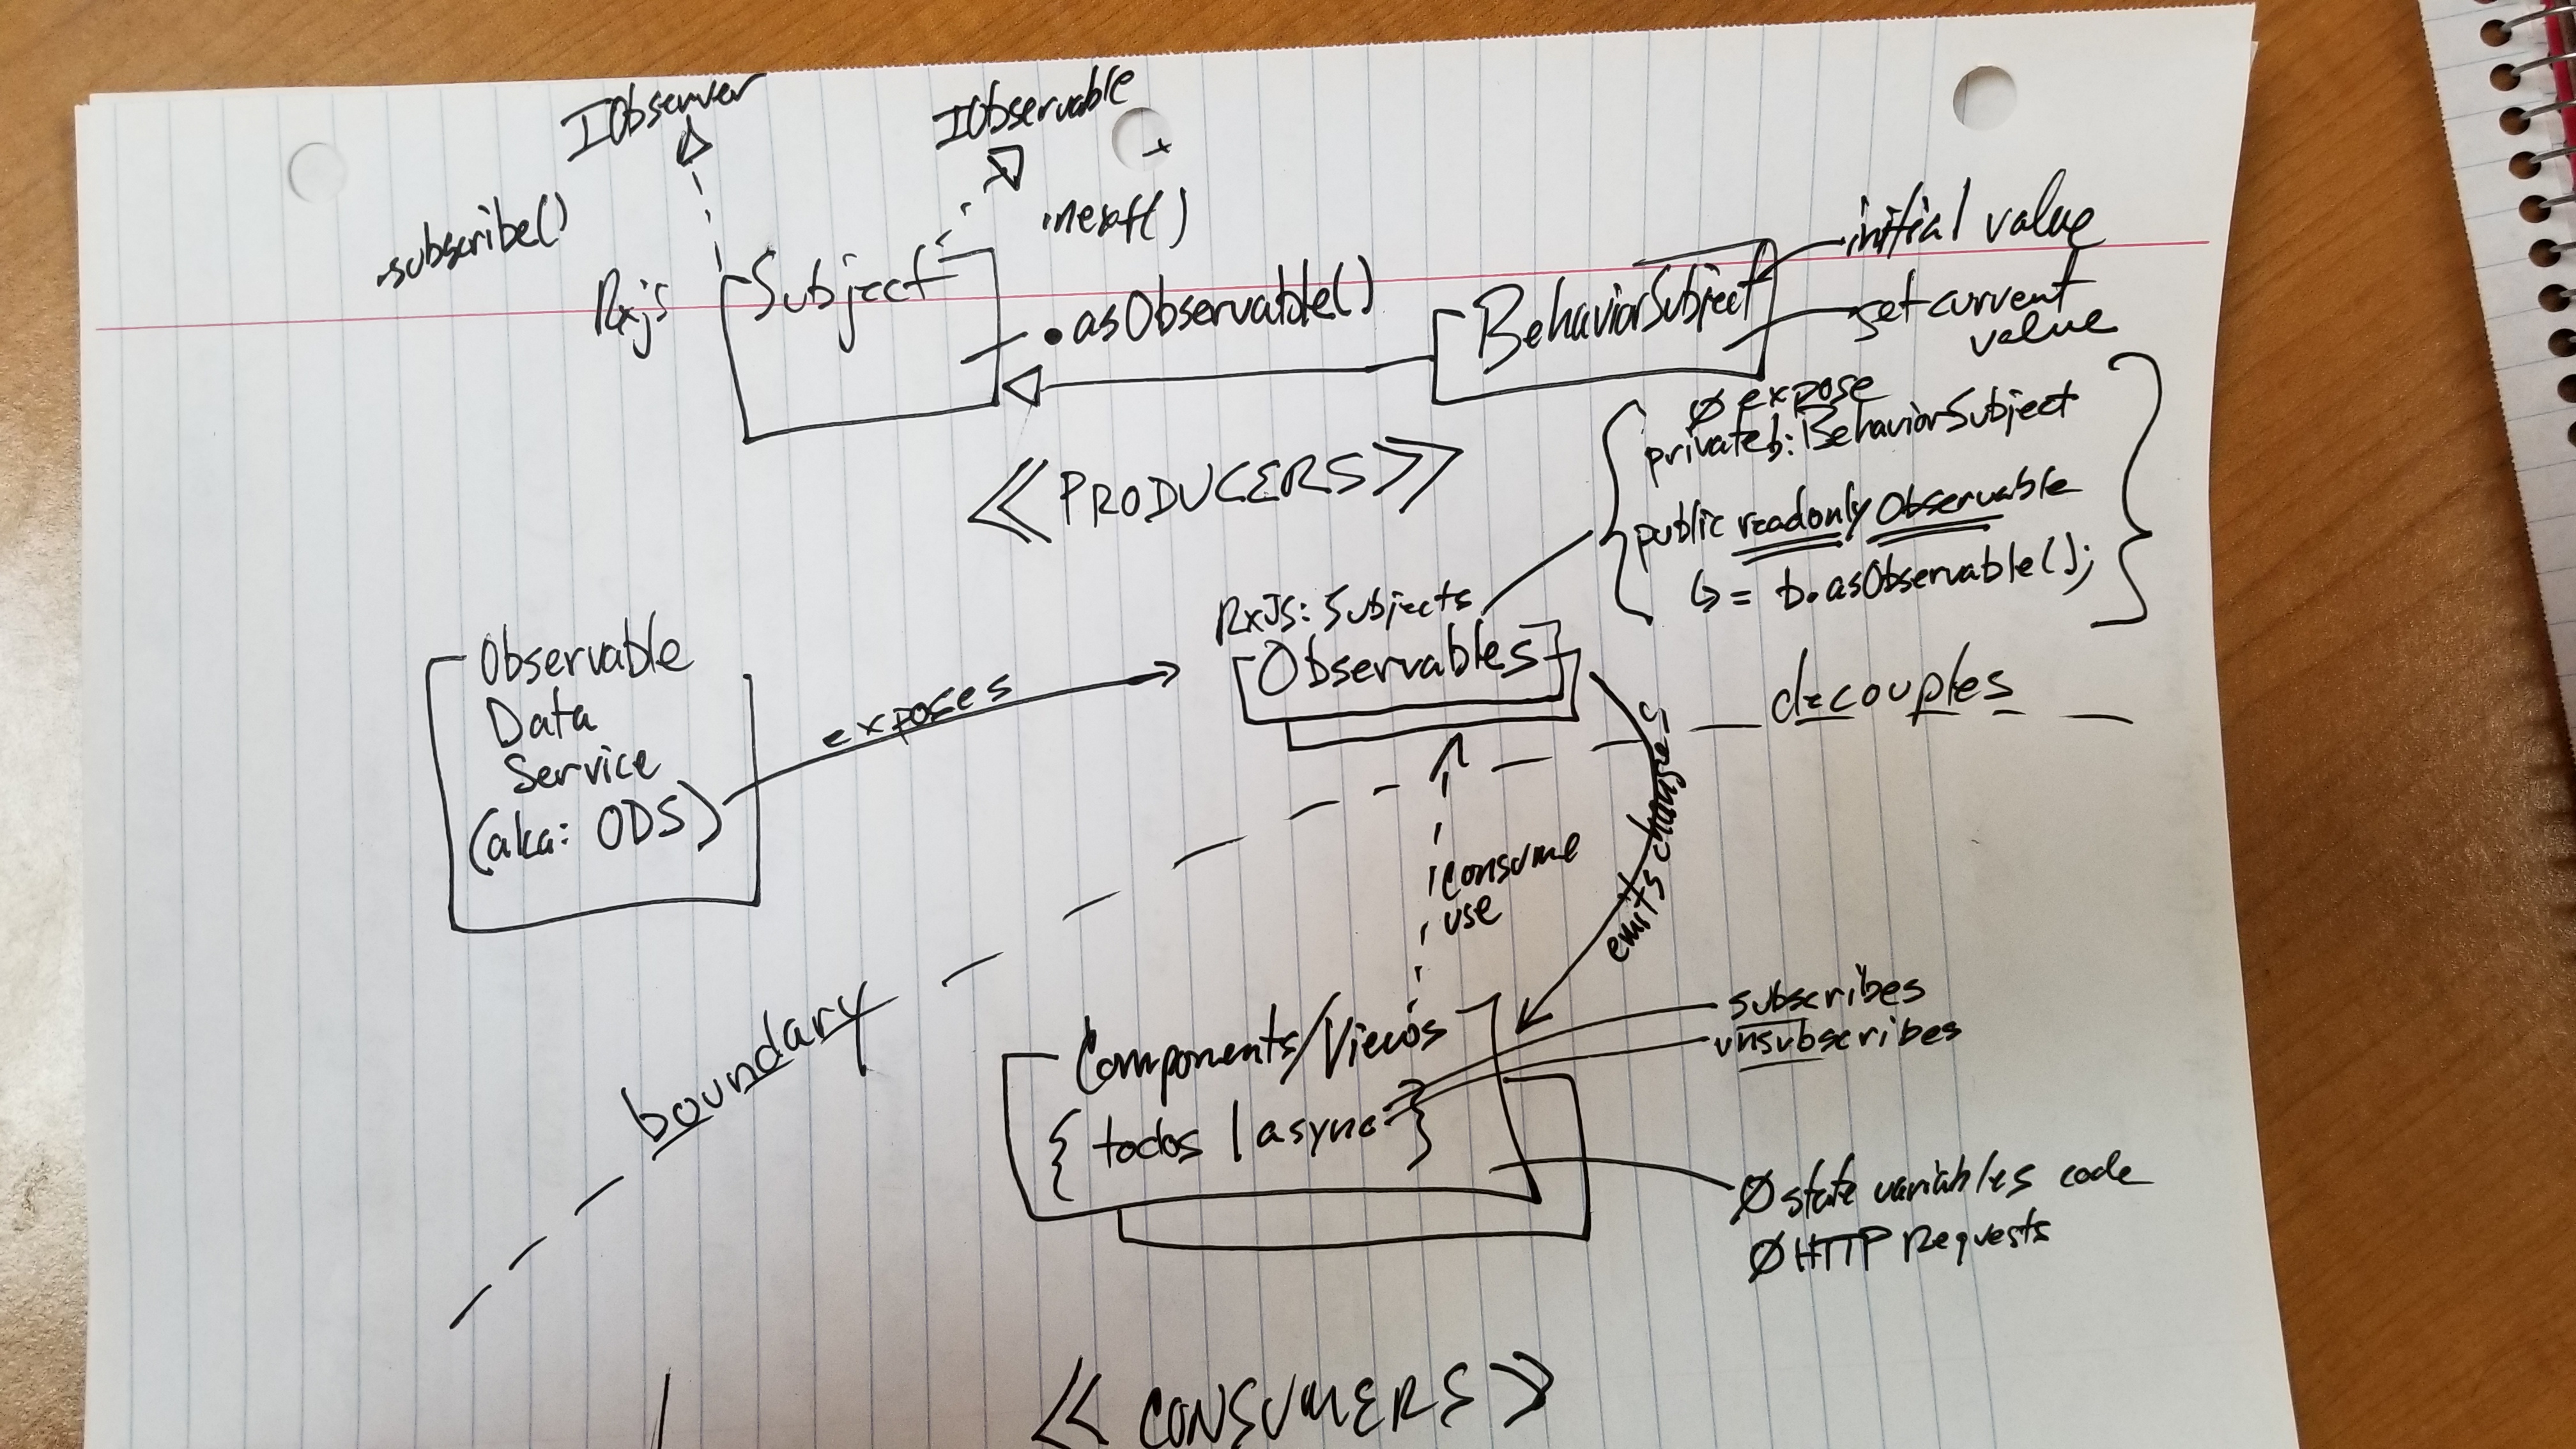 IObserver
IObservable
.subscribe()
.next()
Rxjs
Subject
.asObservable()
BehaviorSubject
initial value
get current
value
<<PRODUCERS>>
Ø expose
private b: BehaviorSubject
public readonly Observable
= b.asObservable();
Observable
Data
Service
(aka: ODS)
exposes
RxJS: Subjects
Observables
boundary
decouples
consume
use
emits changes
Components/Views
{ todos | async }
subscribes
unsubscribes
Ø state variables code
Ø HTTP Requests
<<CONSUMERS>>